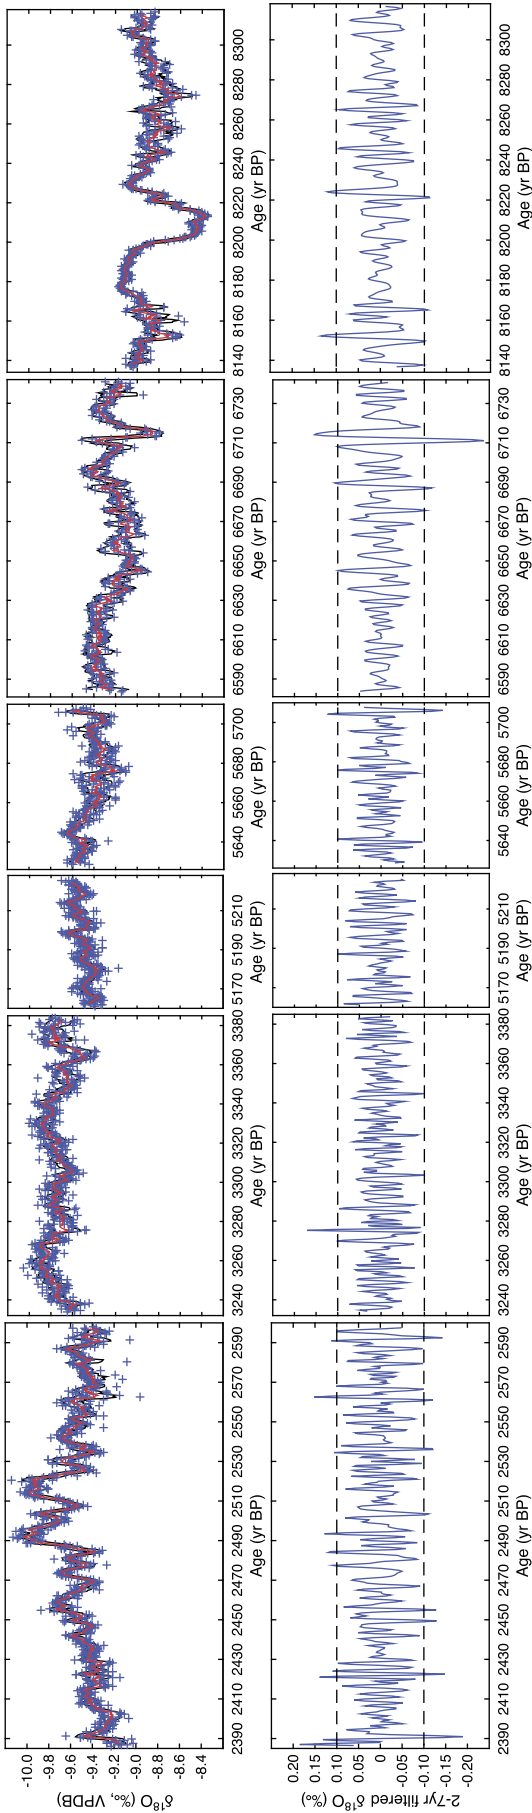 -10.0
-9.8
-9.6
-9.4
-9.2
-9.0
-8.8
-8.6
-8.4
δ18O (‰, VPDB)
2390 2410 2430 2450 2470 2490 2510 2530 2550 2570 2590
3240 3260 3280 3300 3320 3340 3360 3380
5170 5190 5210
5640 5660 5680 5700
6590 6610 6630 6650 6670 6690 6710 6730
8140 8160 8180 8200 8220 8240 8260 8280 8300
Age (yr BP)
Age (yr BP)
Age (yr BP)
Age (yr BP)
Age (yr BP)
Age (yr BP)
0.20
0.15
0.10
0.05
0
0.05
-0.10
-0.20
2-7yr filtered δ18O (‰)
2390 2410 2430 2450 2470 2490 2510 2530 2550 2570 2590
3240 3260 3280 3300 3320 3340 3360 3380
5170 5190 5210
5640 5660 5680 5700
6590 6610 6630 6650 6670 6690 6710 6730
8140 8160 8180 8200 8220 8240 8260 8280 8300
Age (yr BP)
Age (yr BP)
Age (yr BP)
Age (yr BP)
Age (yr BP)
Age (yr BP)